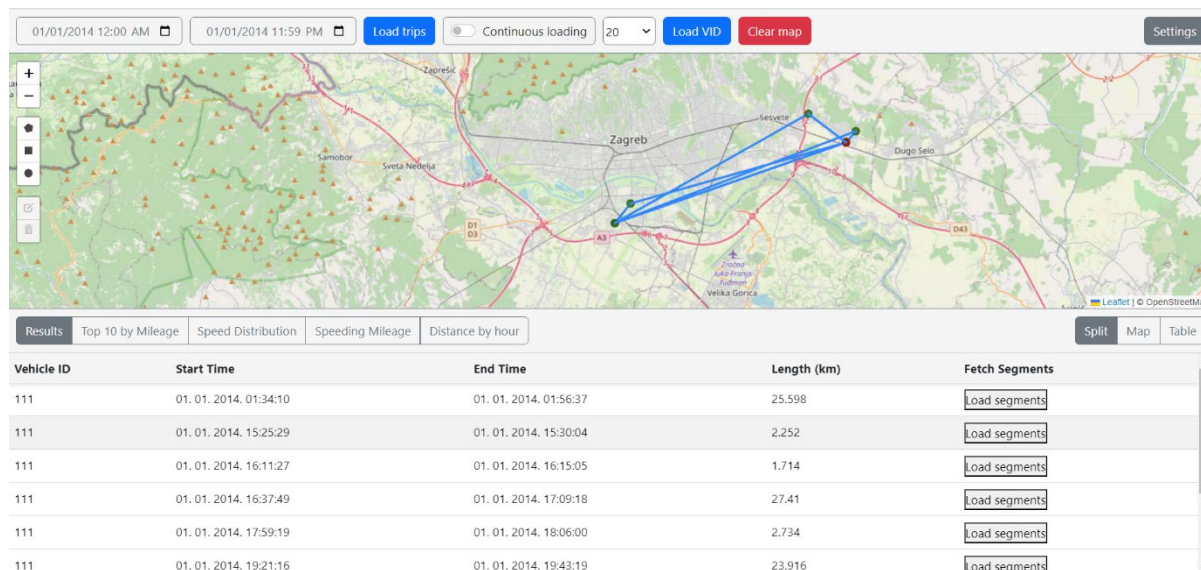 01/01/2014 12:00 AM 01/01/2014 11:59 PM Load trips Continuous loading 20 Load VID Clear map Settings
+
−
Zaprešić
Sesvete
Zagreb
Dugo Selo
Samobor
Sveta Nedelja
D1
D3
A3
D43
Zračna
luka Franjo
Tuđman
Velika Gorica
Leaflet | © OpenStreetMa
Results Top 10 by Mileage Speed Distribution Speeding Mileage Distance by hour Split Map Table
Vehicle ID Start Time End Time Length (km) Fetch Segments
111 01. 01. 2014. 01:34:10 01. 01. 2014. 01:56:37 25.598 Load segments
111 01. 01. 2014. 15:25:29 01. 01. 2014. 15:30:04 2.252 Load segments
111 01. 01. 2014. 16:11:27 01. 01. 2014. 16:15:05 1.714 Load segments
111 01. 01. 2014. 16:37:49 01. 01. 2014. 17:09:18 27.41 Load segments
111 01. 01. 2014. 17:59:19 01. 01. 2014. 18:06:00 2.734 Load segments
111 01. 01. 2014. 19:21:16 01. 01. 2014. 19:43:19 23.916 Load segments